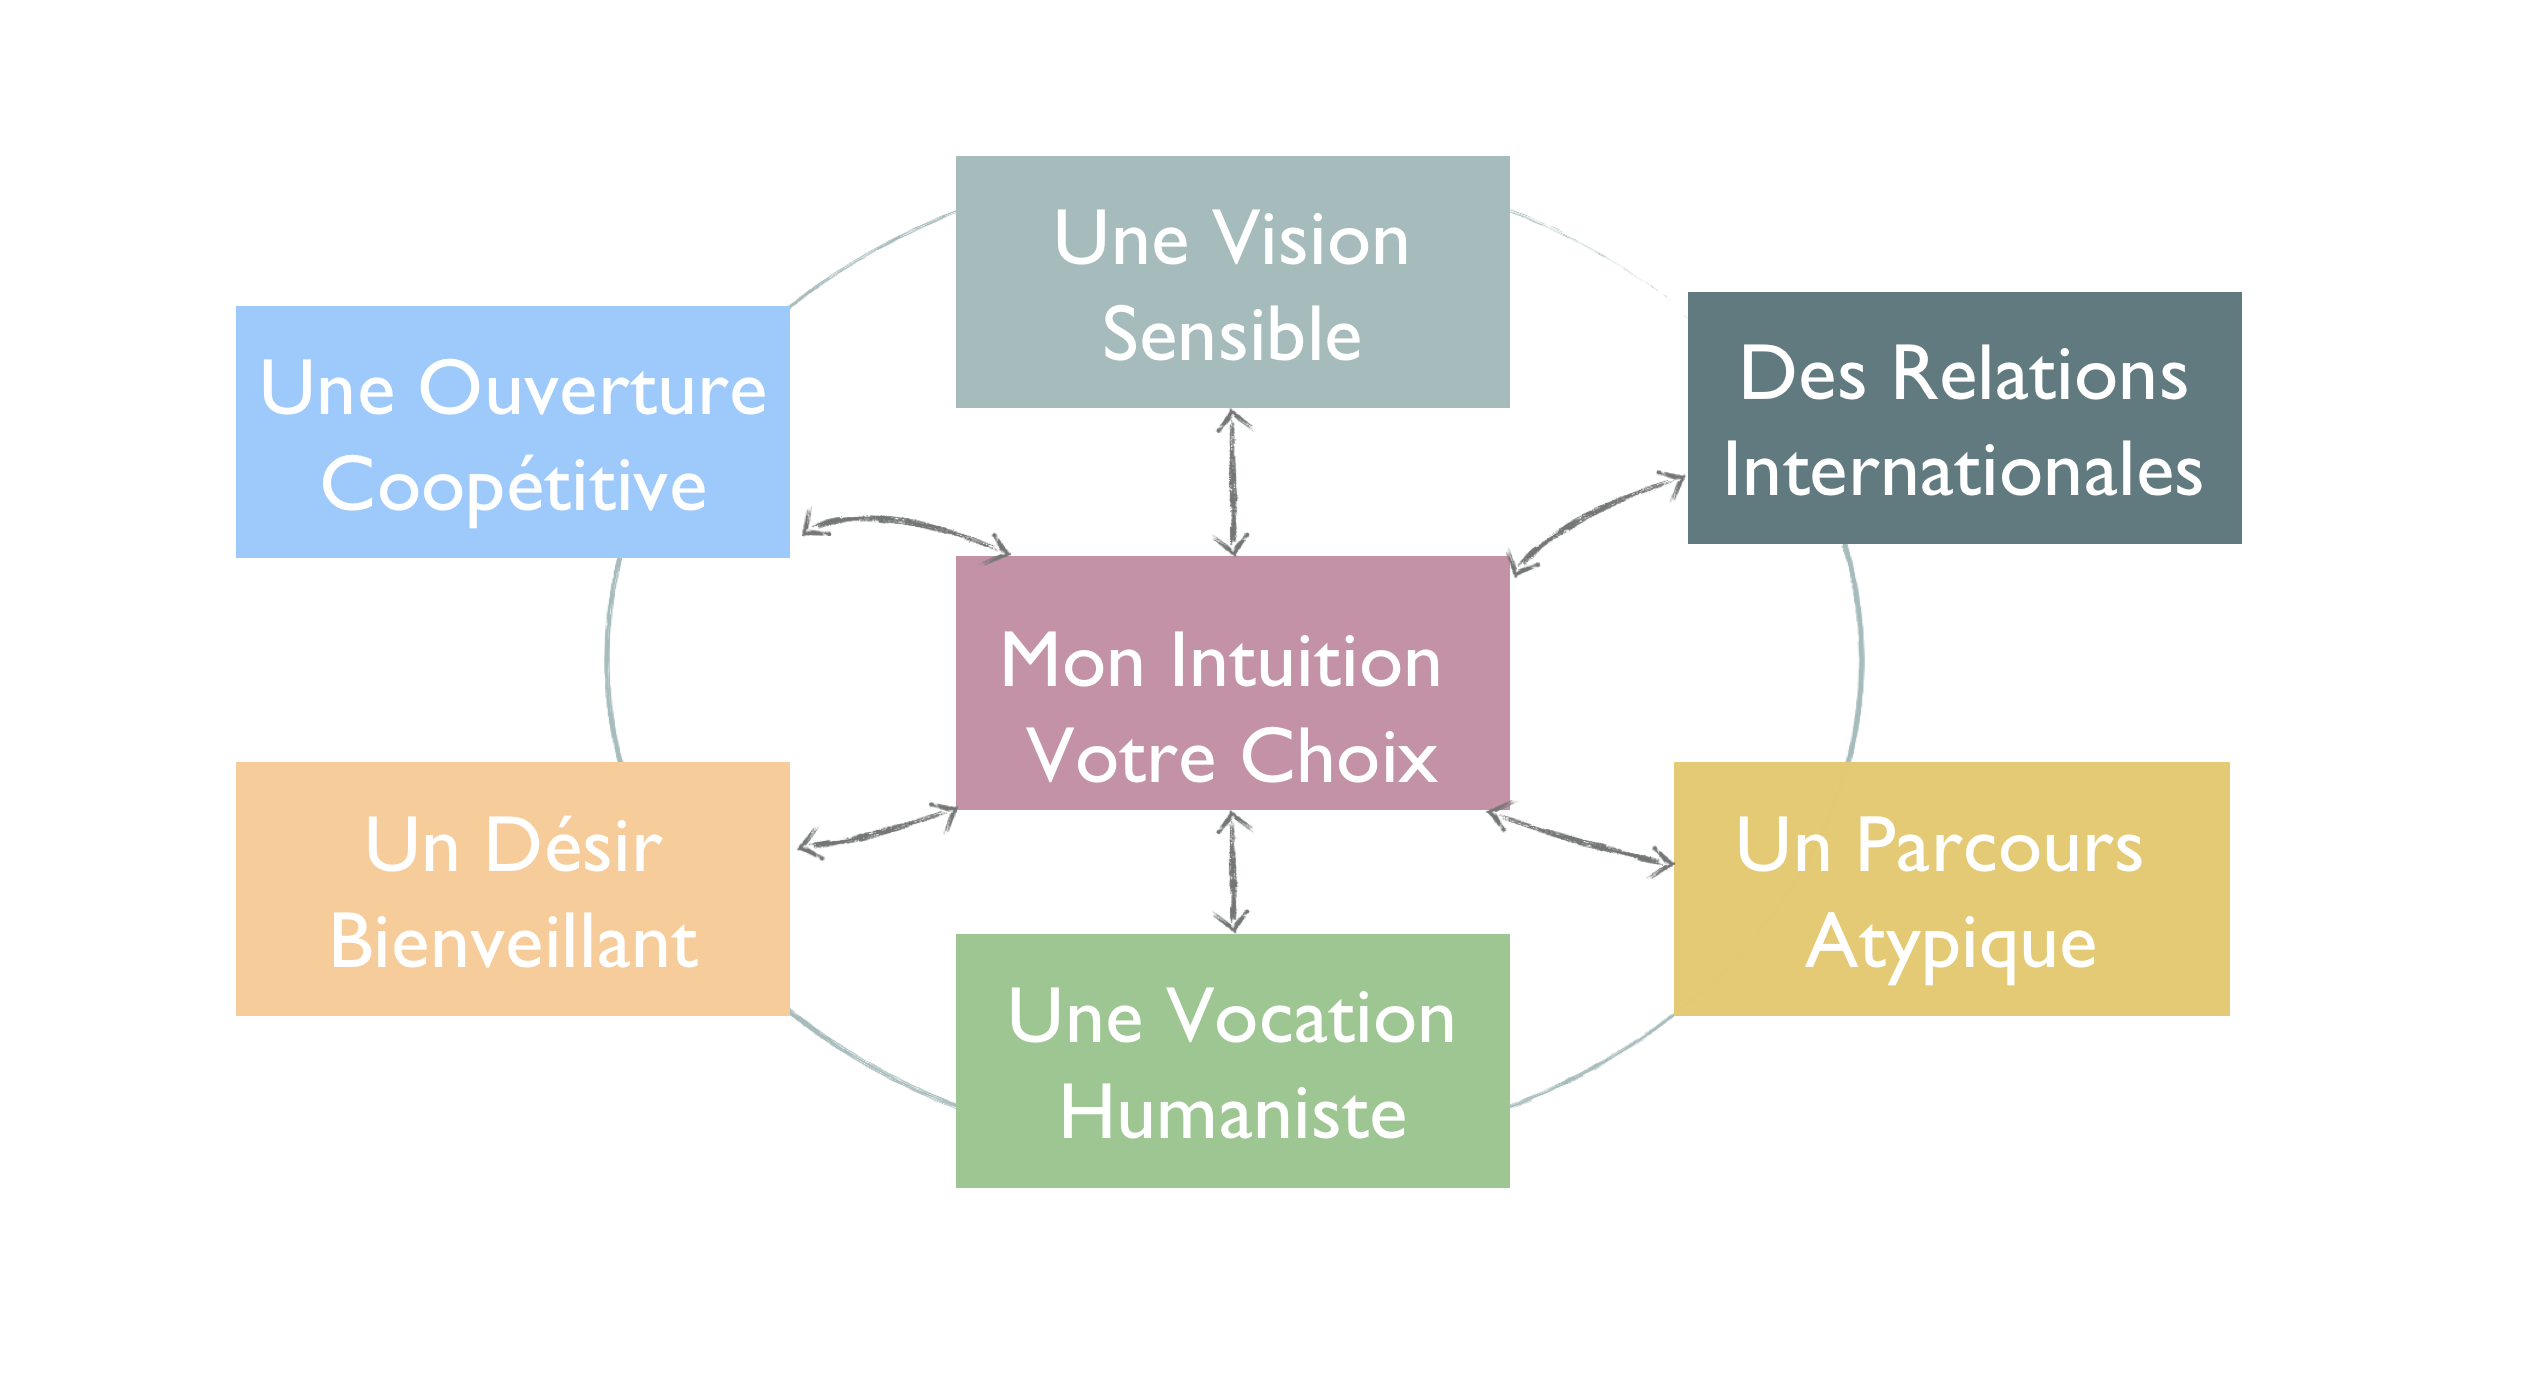 Une Vision
Sensible
Une Ouverture
Coopétitive
Des Relations
Internationales
Mon Intuition
Votre Choix
Un Désir
Bienveillant
Un Parcours
Atypique
Une Vocation
Humaniste